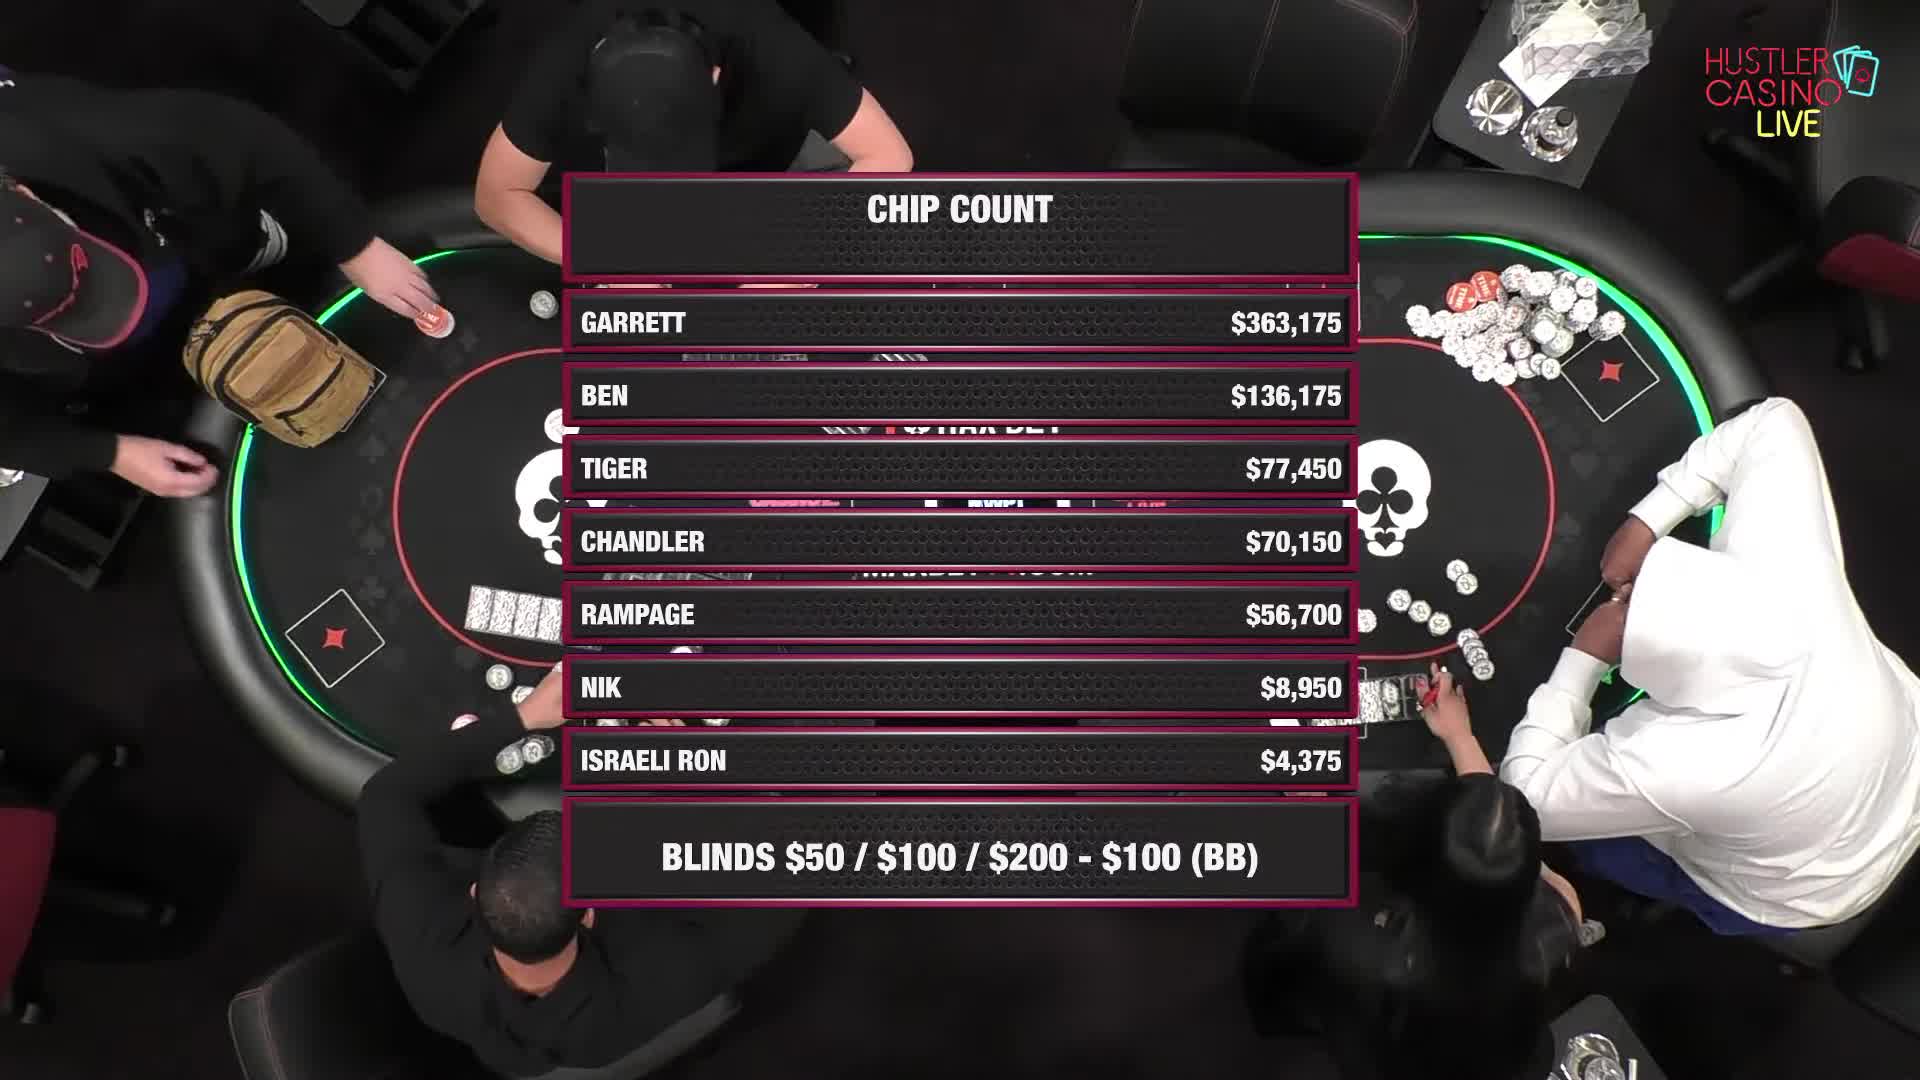 HUSTLER
CASINO
LIVE
CHIP COUNT
GARRETT $363,175
BEN $136,175
TIGER $77,450
CHANDLER $70,150
RAMPAGE $56,700
NIK $8,950
ISRAELI RON $4,375
BLINDS $50 / $100 / $200 - $100 (BB)